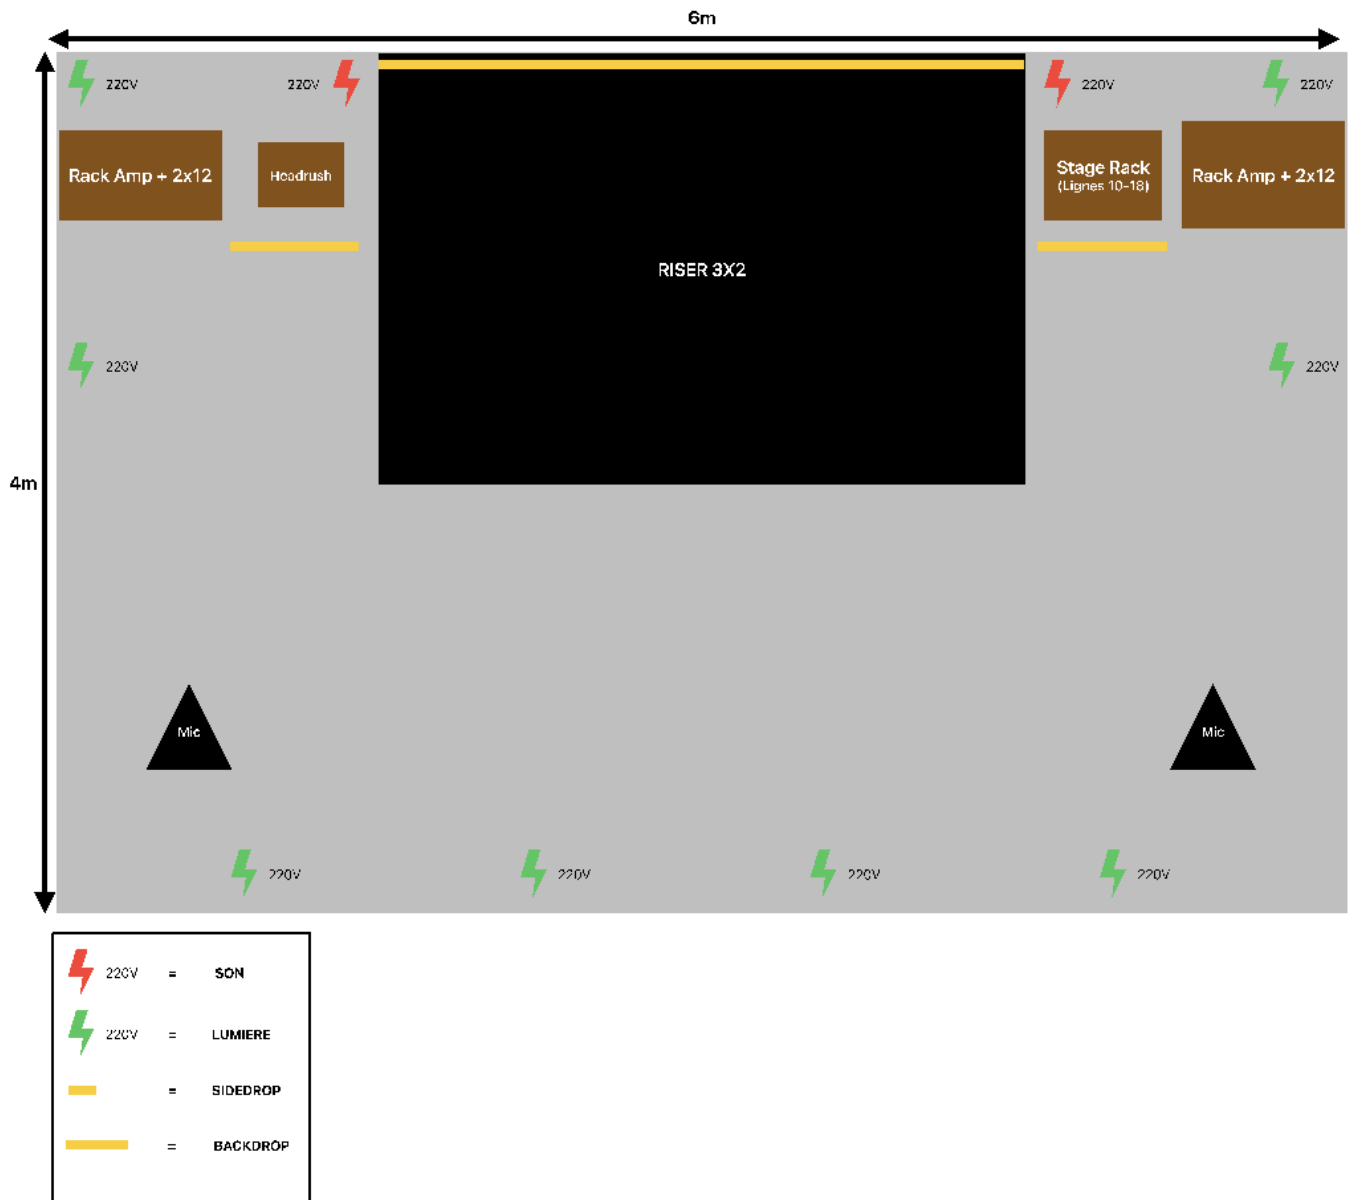 6m
220V
220V
220V
220V
Rack Amp + 2x12
Headrush
Stage Rack
(Lignes 10-18)
Rack Amp + 2x12
RISER 3X2
220V
220V
4m
Mic
Mic
220V
220V
220V
220V
220V = SON
220V = LUMIERE
= SIDEDROP
= BACKDROP